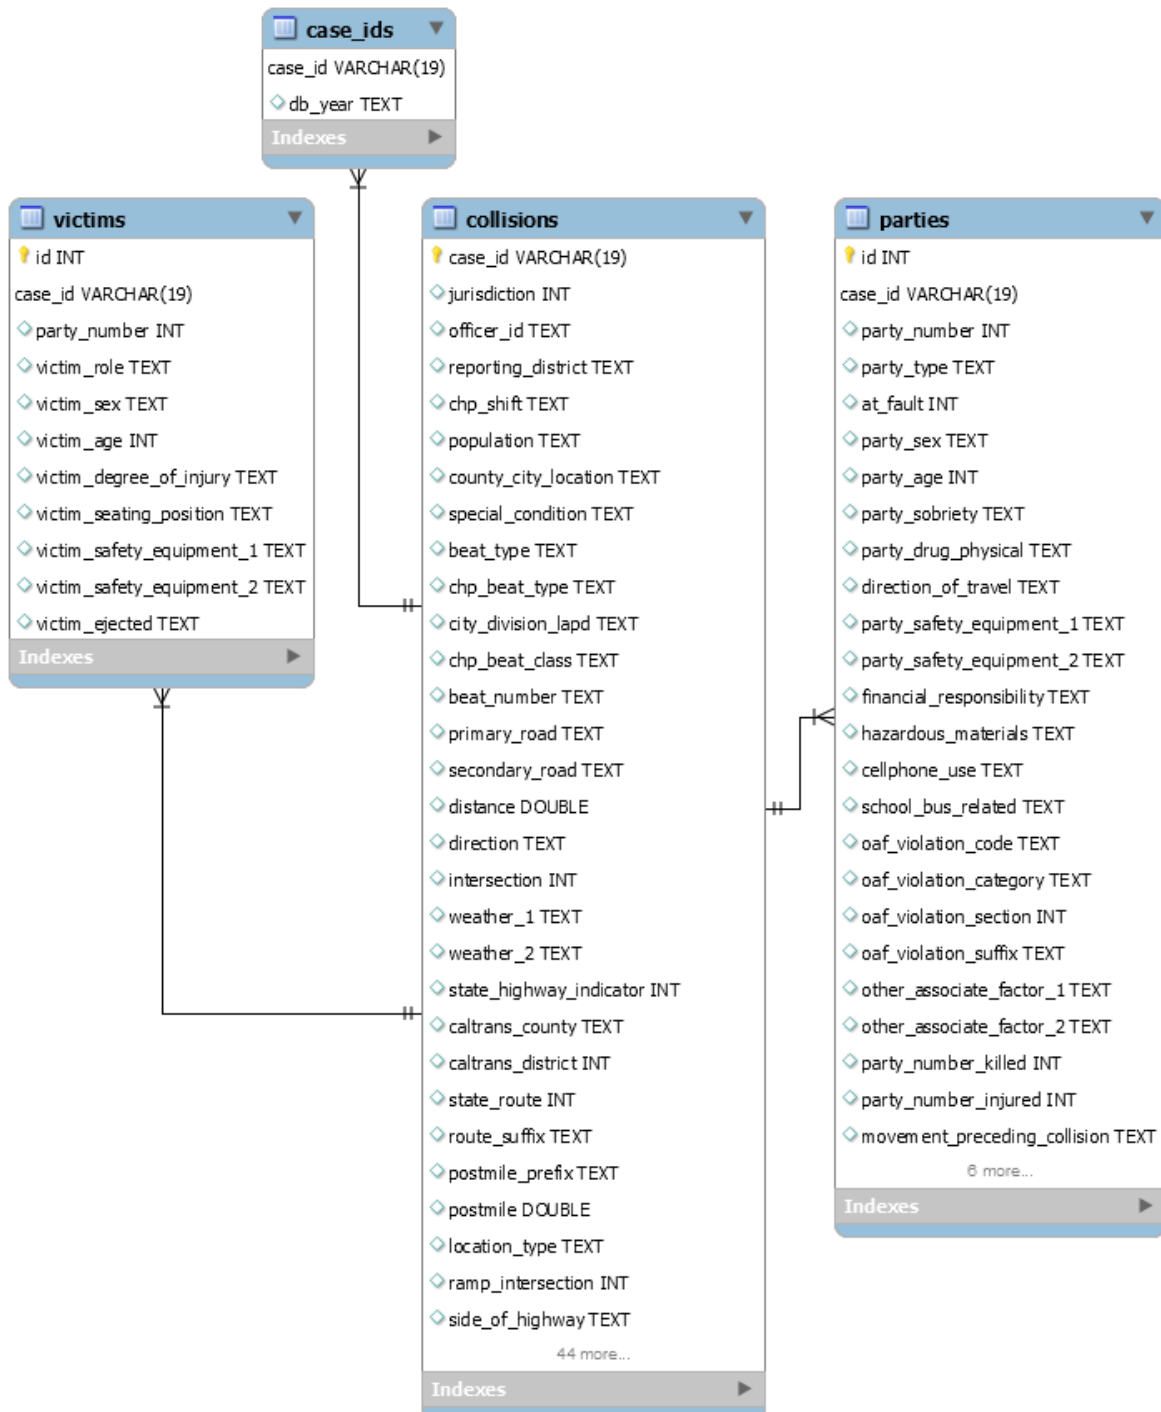 case_ids
case_id VARCHAR(19)
db_year TEXT
Indexes
victims
id INT
case_id VARCHAR(19)
party_number INT
victim_role TEXT
victim_sex TEXT
victim_age INT
victim_degree_of_injury TEXT
victim_seating_position TEXT
victim_safety_equipment_1 TEXT
victim_safety_equipment_2 TEXT
victim_ejected TEXT
Indexes
collisions
case_id VARCHAR(19)
jurisdiction INT
officer_id TEXT
reporting_district TEXT
chp_shift TEXT
population TEXT
county_city_location TEXT
special_condition TEXT
beat_type TEXT
chp_beat_type TEXT
city_division_lapd TEXT
chp_beat_class TEXT
beat_number TEXT
primary_road TEXT
secondary_road TEXT
distance DOUBLE
direction TEXT
intersection INT
weather_1 TEXT
weather_2 TEXT
state_highway_indicator INT
caltrans_county TEXT
caltrans_district INT
state_route INT
route_suffix TEXT
postmile_prefix TEXT
postmile DOUBLE
location_type TEXT
ramp_intersection INT
side_of_highway TEXT
44 more...
Indexes
parties
id INT
case_id VARCHAR(19)
party_number INT
party_type TEXT
at_fault INT
party_sex TEXT
party_age INT
party_sobriety TEXT
party_drug_physical TEXT
direction_of_travel TEXT
party_safety_equipment_1 TEXT
party_safety_equipment_2 TEXT
financial_responsibility TEXT
hazardous_materials TEXT
cellphone_use TEXT
school_bus_related TEXT
oaf_violation_code TEXT
oaf_violation_category TEXT
oaf_violation_section INT
oaf_violation_suffix TEXT
other_associate_factor_1 TEXT
other_associate_factor_2 TEXT
party_number_killed INT
party_number_injured INT
movement_preceding_collision TEXT
6 more...
Indexes